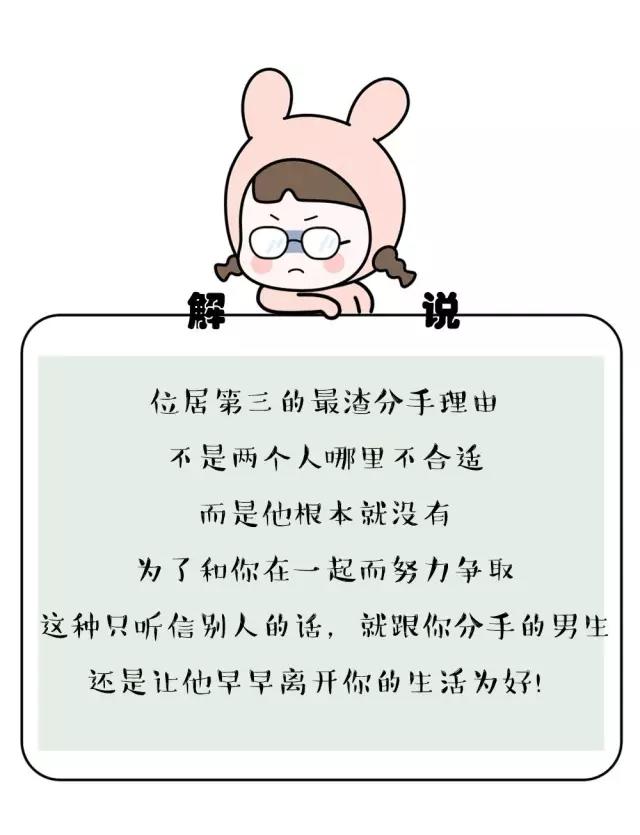 解 说
位居第三的最渣分手理由
不是两个人哪里不合适
而是他根本就没有
为了和你在一起而努力争取
这种只听信别人的话，就跟你分手的男生
还是让他早早离开你的生活为好！